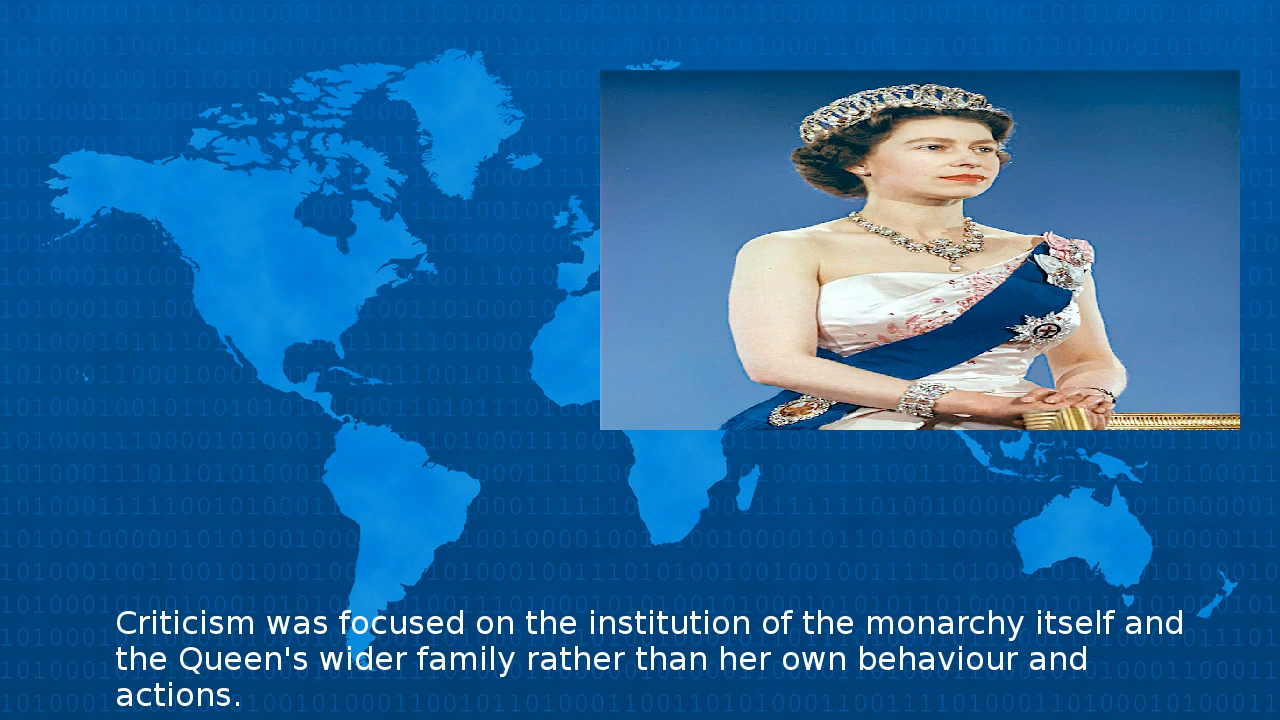 Criticism was focused on the institution of the monarchy itself and
the Queen's wider family rather than her own behaviour and
actions.